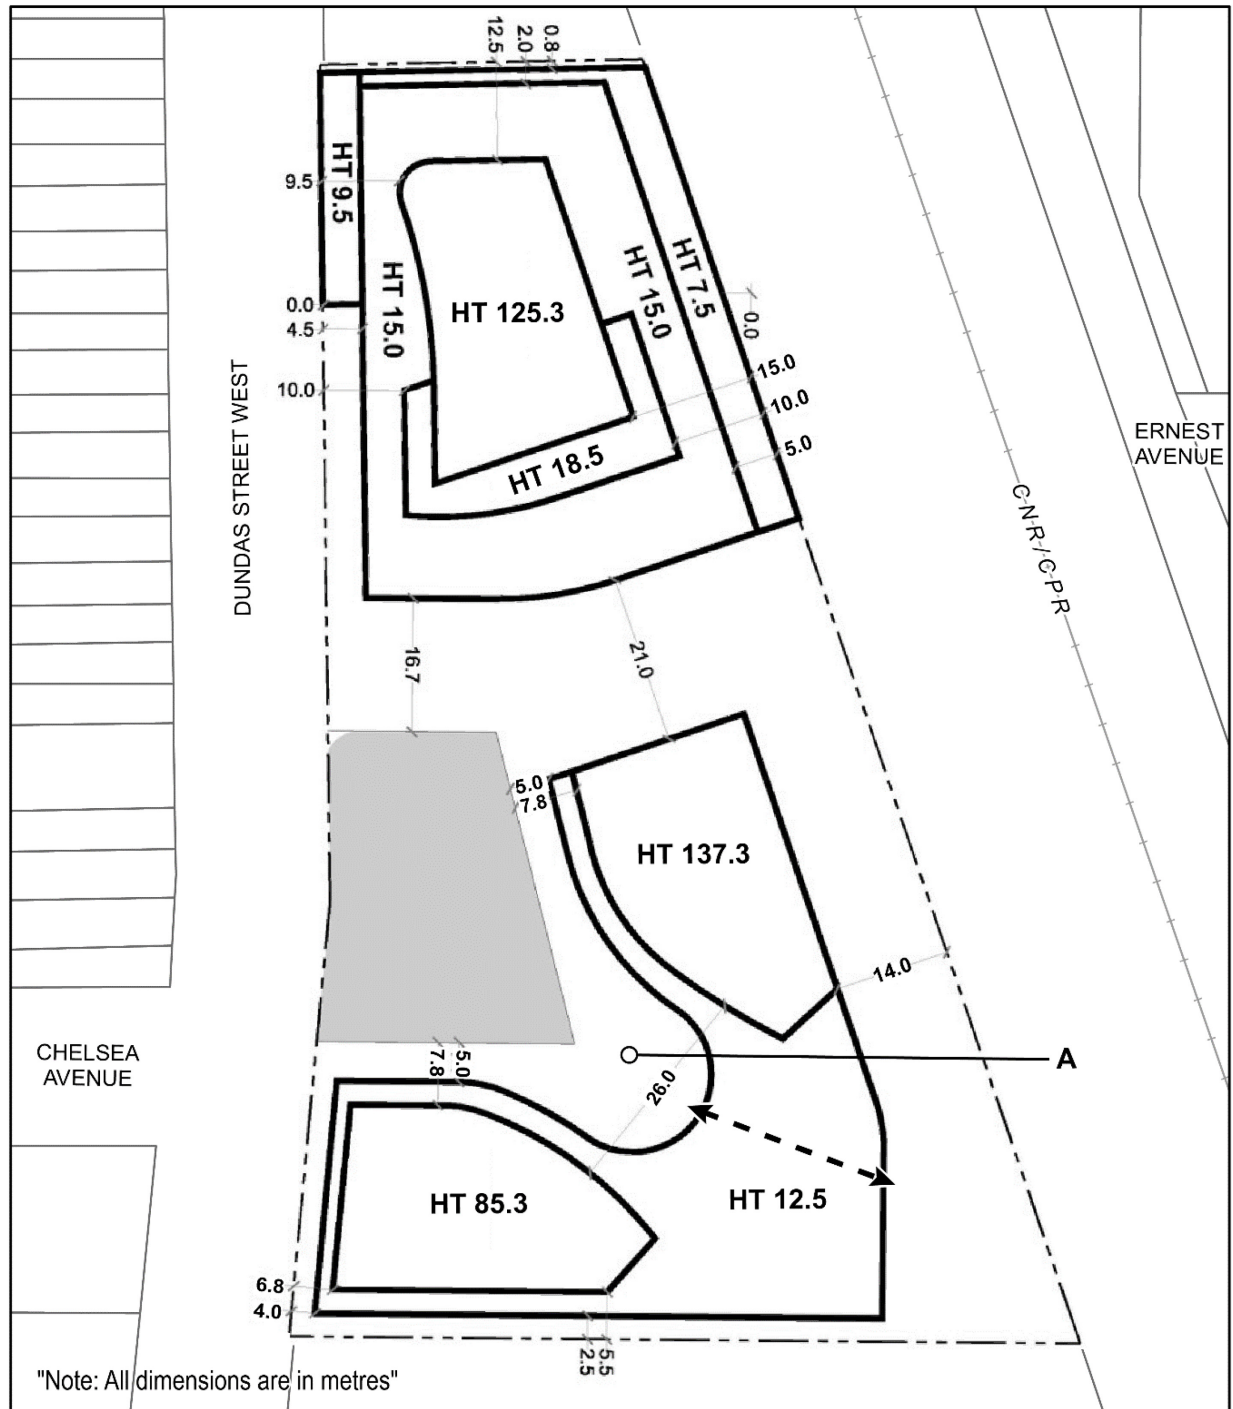 12.5
2.0
0.8
HT 9.5
9.5
HT 15.0
HT 125.3
HT 15.0
HT 7.5
0.0
0.0
4.5
10.0
15.0
10.0
5.0
HT 18.5
DUNDAS STREET WEST
ERNEST
AVENUE
C-N-R-/-C-P-R
16.7
21.0
5.0
7.8
HT 137.3
14.0
CHELSEA
AVENUE
7.8
5.0
26.0
A
HT 85.3
HT 12.5
6.8
4.0
2.5
5.5
"Note: All dimensions are in metres"